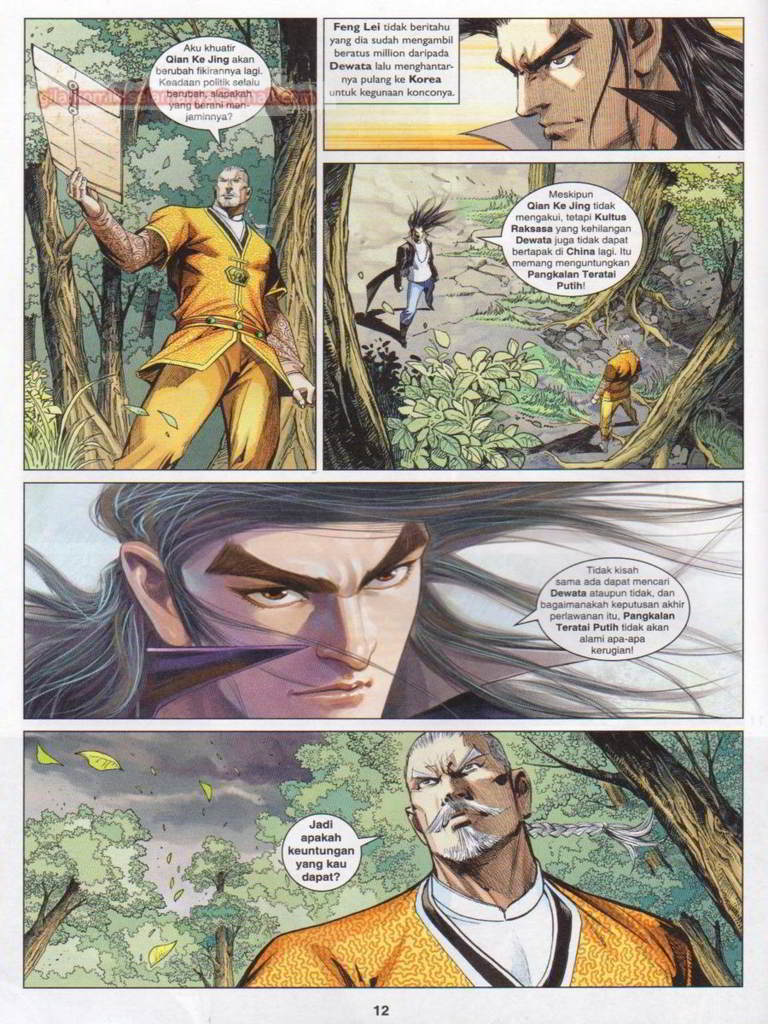 Aku khuatir
Qian Ke Jing akan
berubah fikirannya lagi.
Keadaan politik selalu
berubah, siapakah
yang berani men-
jaminnya?
Feng Lei tidak beritahu
yang dia sudah mengambil
beratus million daripada
Dewata lalu menghantar-
nya pulang ke Korea
untuk kegunaan konconya.
Meskipun
Qian Ke Jing tidak
mengakui, tetapi Kultus
Raksasa yang kehilangan
Dewata juga tidak dapat
bertapak di China lagi. Itu
memang menguntungkan
Pangkalan Teratai
Putih!
Tidak kisah
sama ada dapat mencari
Dewata ataupun tidak, dan
bagaimanakah keputusan akhir
perlawanan itu, Pangkalan
Teratai Putih tidak akan
alami apa-apa
kerugian!
Jadi
apakah
keuntungan
yang kau
dapat?
12